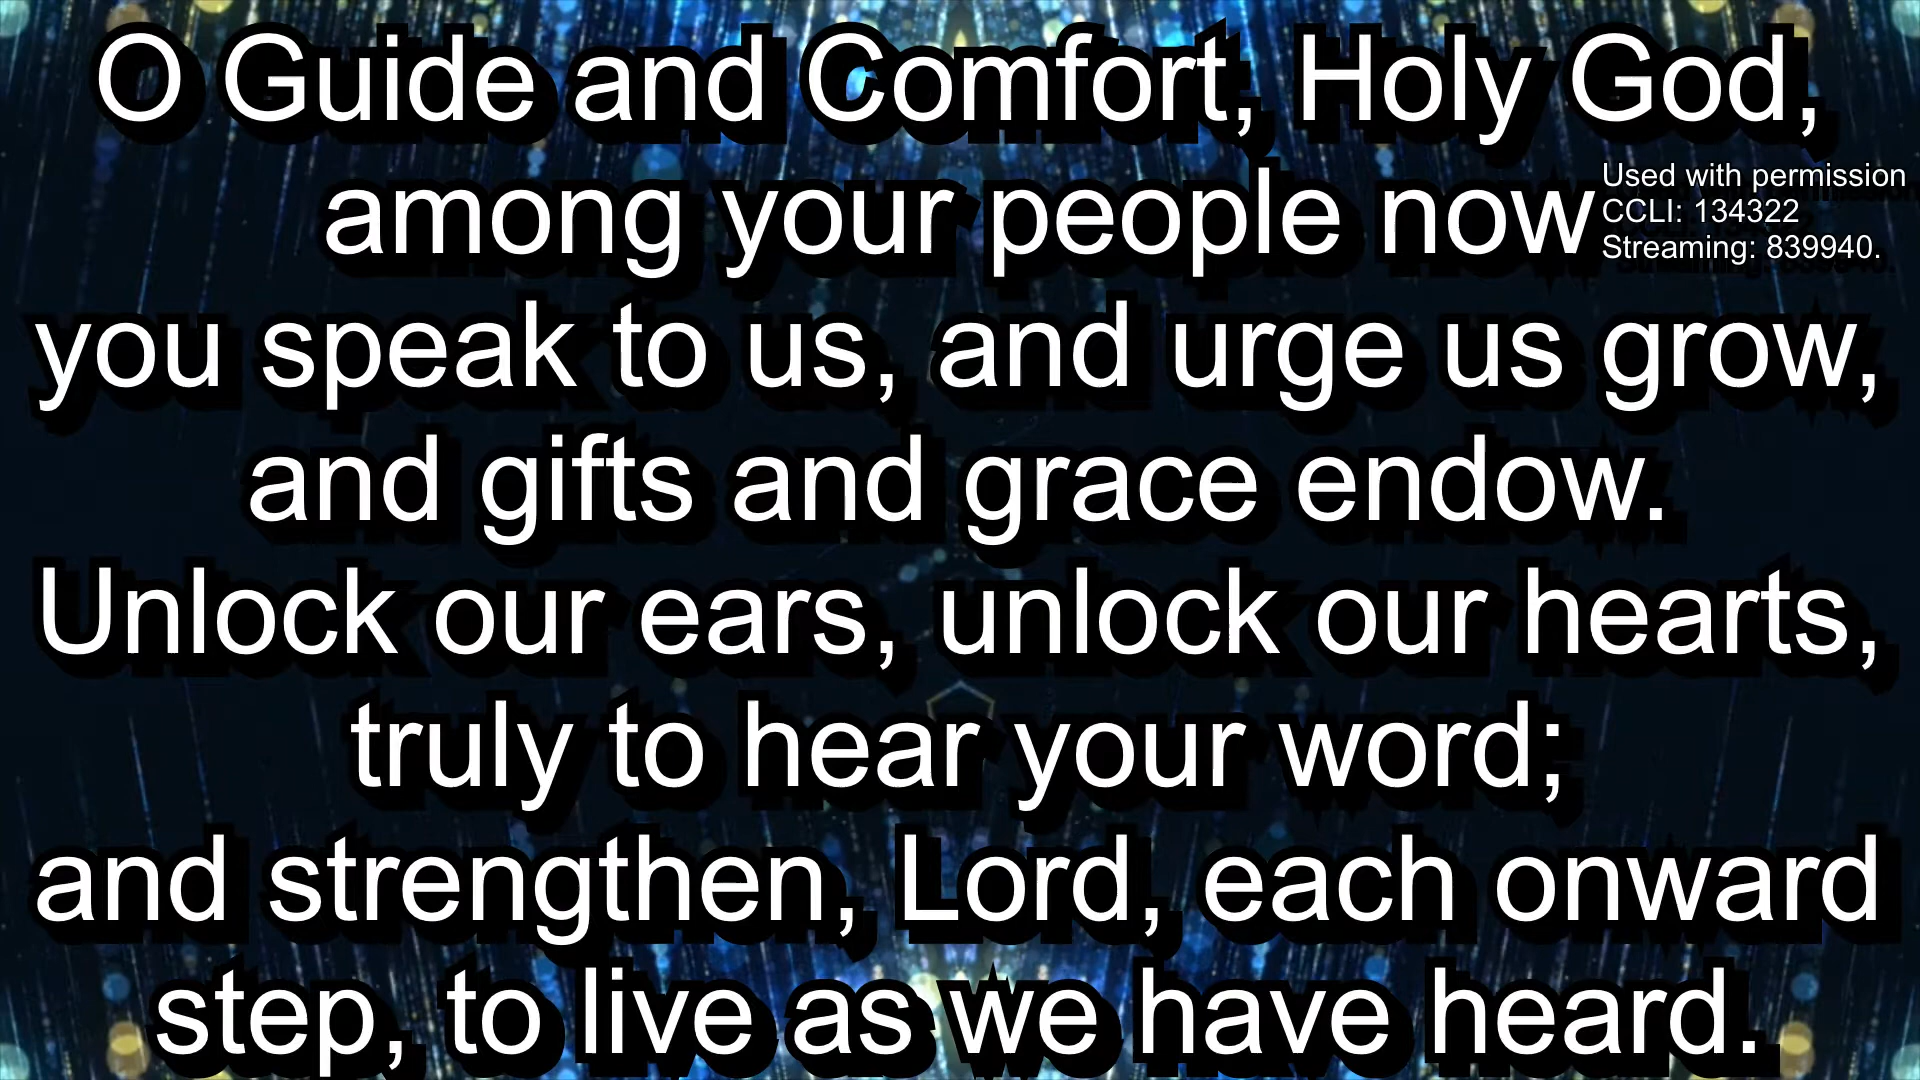 O Guide and Comfort, Holy God,
among your people now
Used with permission
CCLI: 134322
Streaming: 839940.
you speak to us, and urge us grow,
and gifts and grace endow.
Unlock our ears, unlock our hearts,
truly to hear your word;
and strengthen, Lord, each onward
step, to live as we have heard.